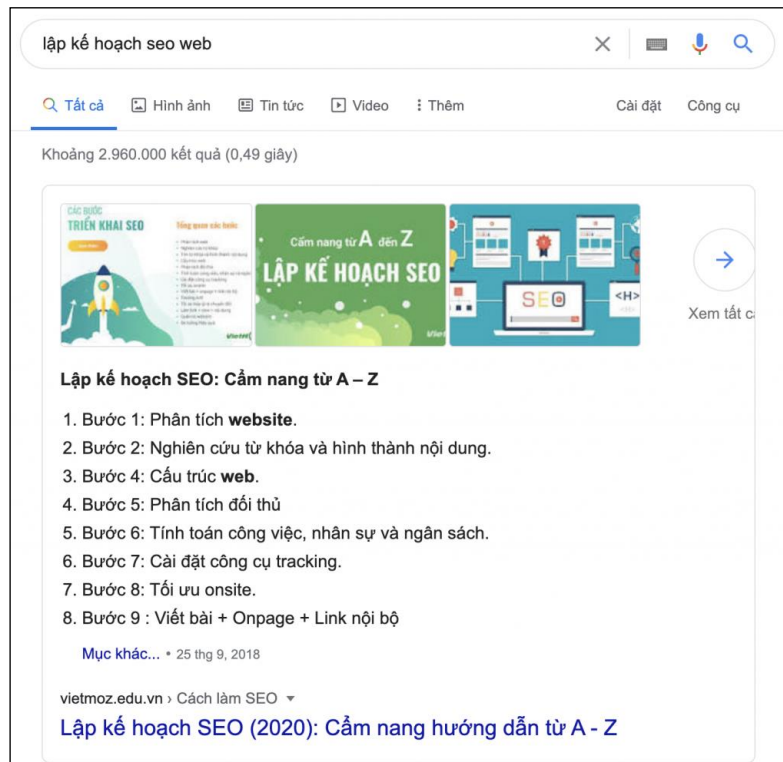 lập kế hoạch seo web
Tất cả Hình ảnh Tin tức Video Thêm Cài đặt Công cụ
Khoảng 2.960.000 kết quả (0,49 giây)
CÁC BƯỚC
TRIỂN KHAI SEO
Tổng quan các bước
Cẩm nang từ A đến Z
LẬP KẾ HOẠCH SEO
SEO
<H>
Xem tất cả
Lập kế hoạch SEO: Cẩm nang từ A – Z
1. Bước 1: Phân tích website.
2. Bước 2: Nghiên cứu từ khóa và hình thành nội dung.
3. Bước 4: Cấu trúc web.
4. Bước 5: Phân tích đối thủ
5. Bước 6: Tính toán công việc, nhân sự và ngân sách.
6. Bước 7: Cài đặt công cụ tracking.
7. Bước 8: Tối ưu onsite.
8. Bước 9 : Viết bài + Onpage + Link nội bộ
Mục khác... • 25 thg 9, 2018
vietmoz.edu.vn › Cách làm SEO
Lập kế hoạch SEO (2020): Cẩm nang hướng dẫn từ A - Z